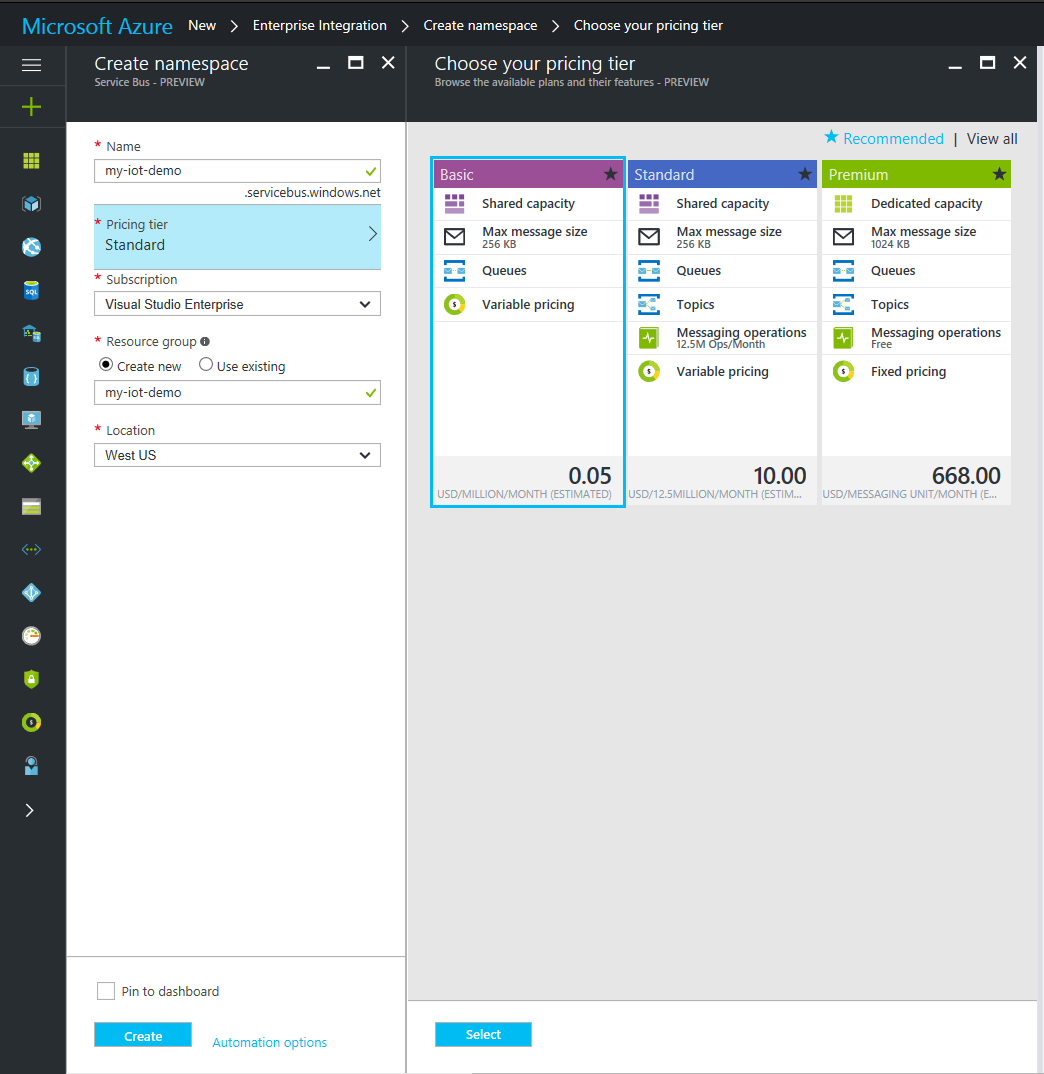 Microsoft Azure New > Enterprise Integration > Create namespace > Choose your pricing tier
Create namespace
Service Bus - PREVIEW
* Name
my-iot-demo
.servicebus.windows.net
* Pricing tier
Standard
* Subscription
Visual Studio Enterprise
* Resource group
Create new Use existing
my-iot-demo
* Location
West US
Pin to dashboard
Create Automation options
Choose your pricing tier
Browse the available plans and their features - PREVIEW
Recommended | View all
Basic
Shared capacity
Max message size
256 KB
Queues
Variable pricing
0.05
USD/MILLION/MONTH (ESTIMATED)
Standard
Shared capacity
Max message size
256 KB
Queues
Topics
Messaging operations
12.5M Ops/Month
Variable pricing
10.00
USD/12.5MILLION/MONTH (ESTIM...
Premium
Dedicated capacity
Max message size
1024 KB
Queues
Topics
Messaging operations
Free
Fixed pricing
668.00
USD/MESSAGING UNIT/MONTH (E...
Select